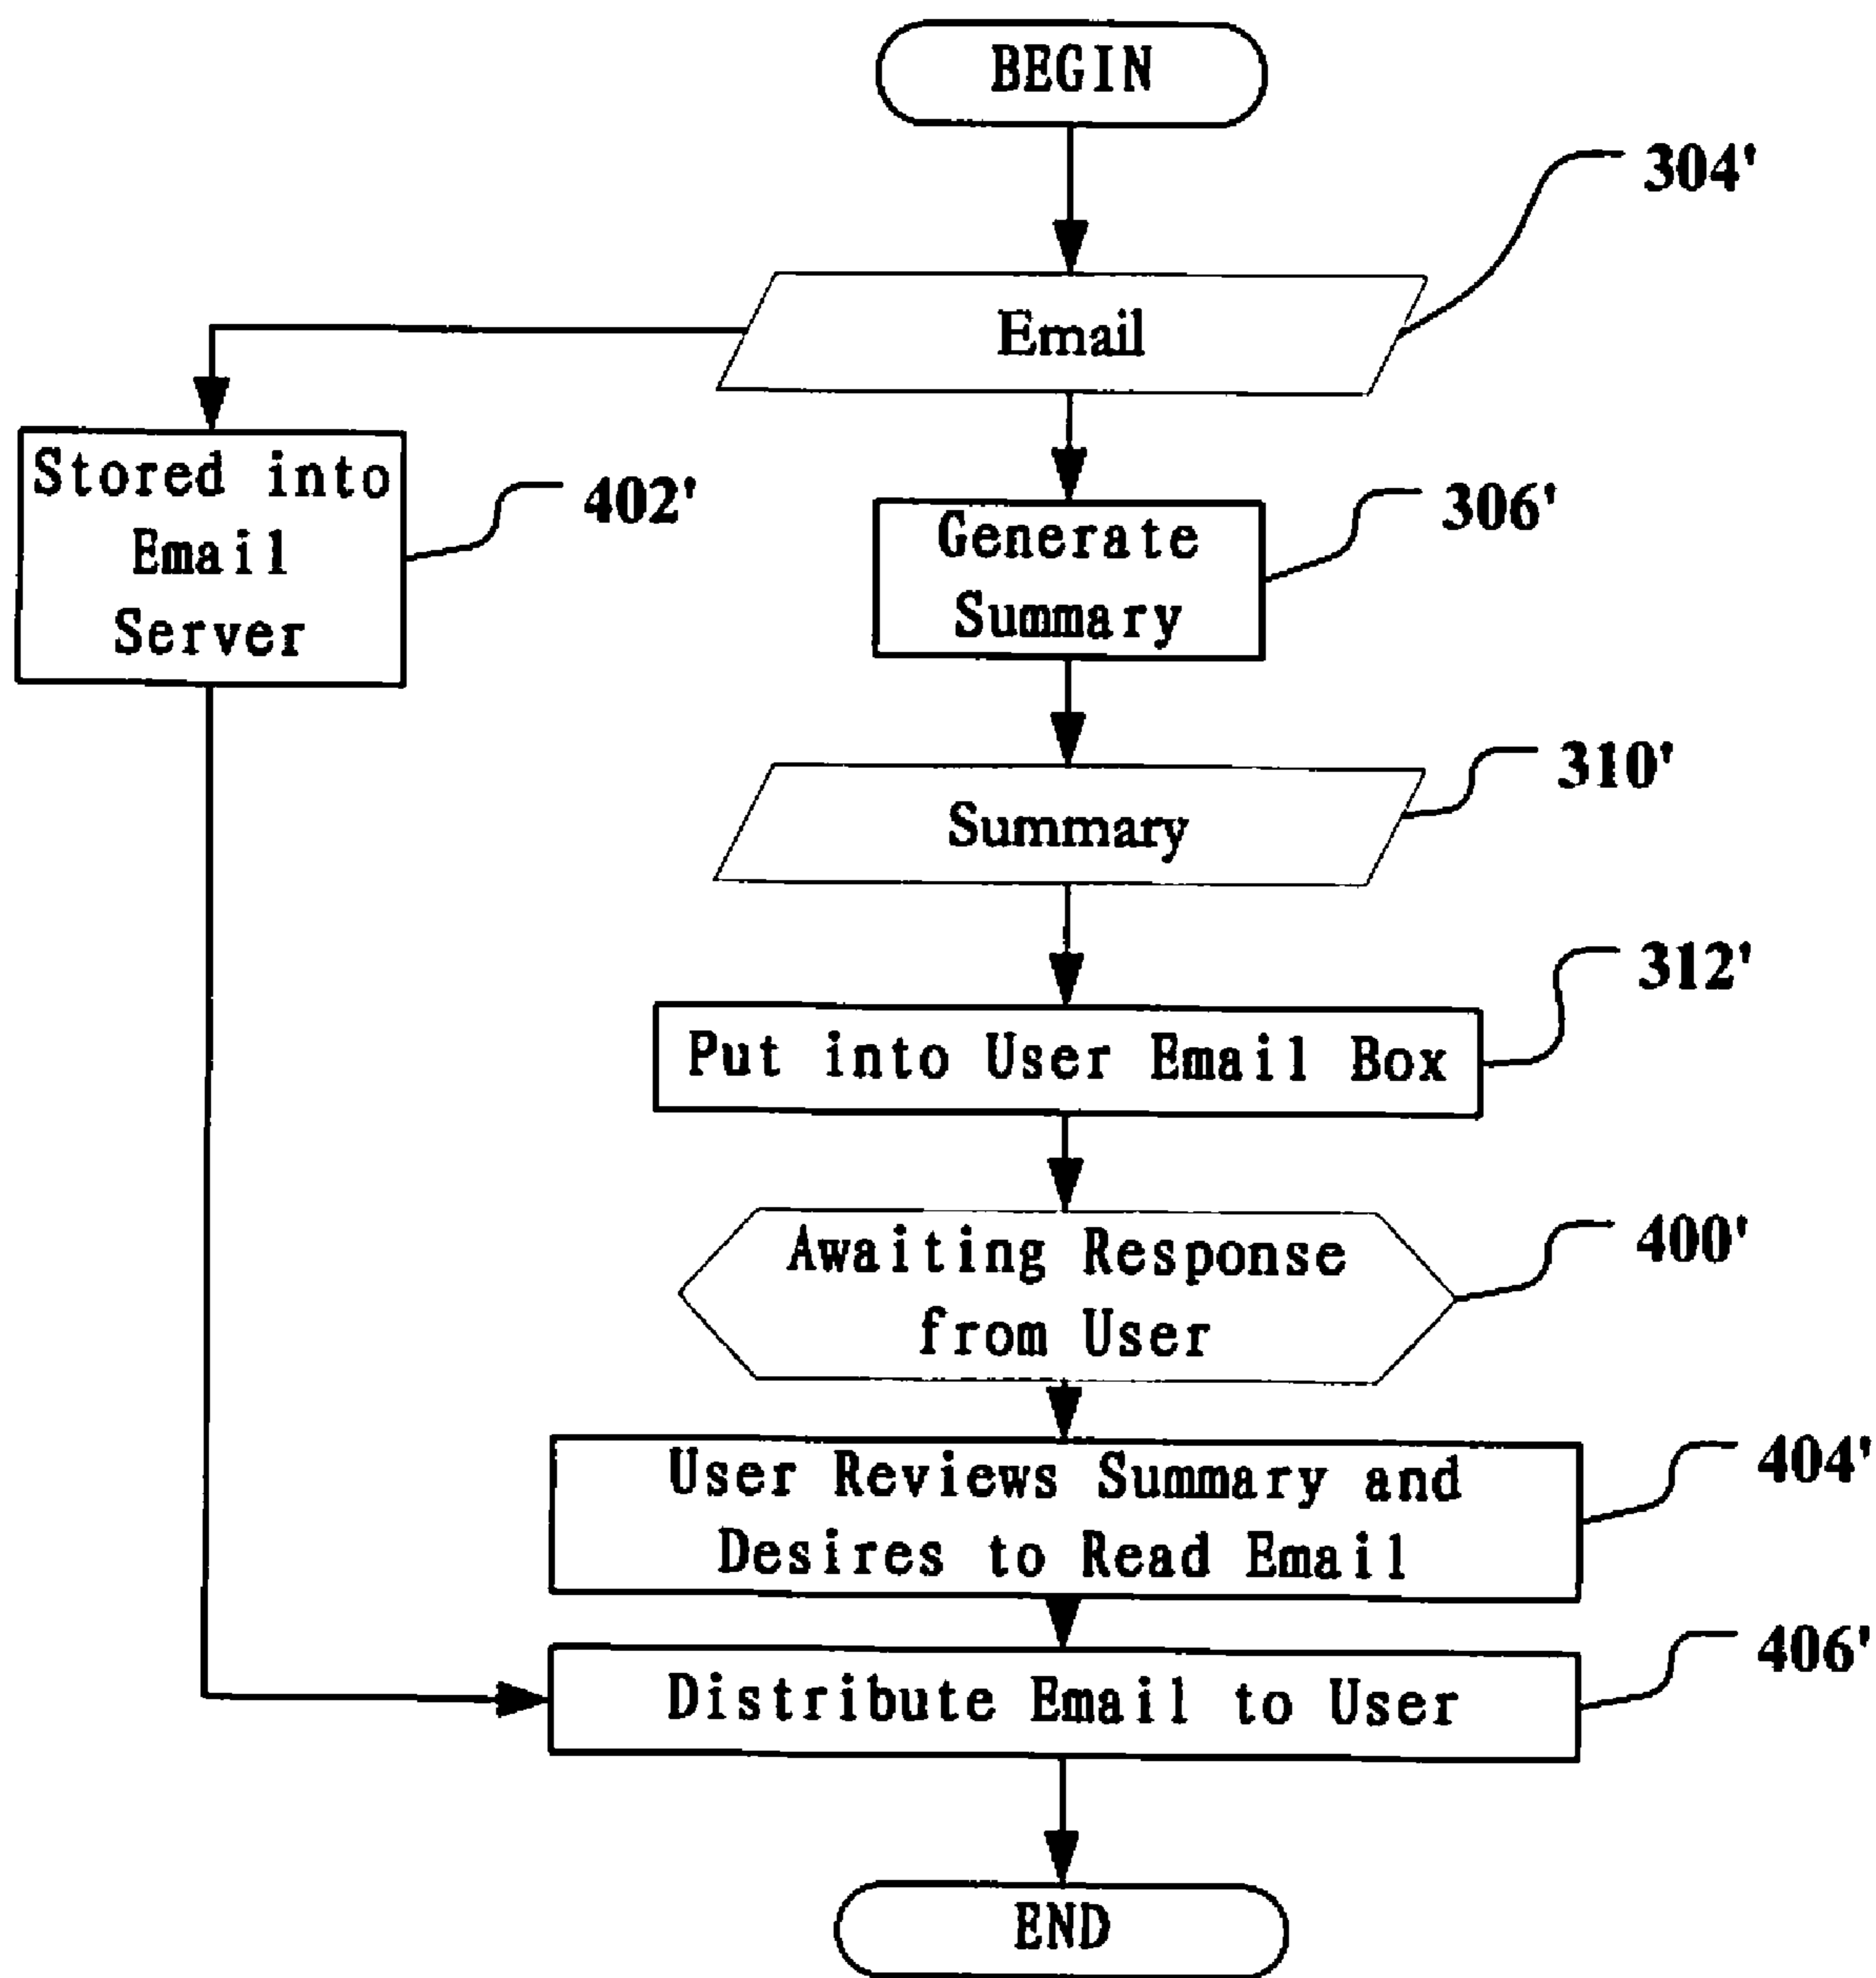 BEGIN
304'
Email
Stored into
Email
Server
402'
Generate
Summary
306'
310'
Summary
312'
Put into User Email Box
Awaiting Response
from User
400'
User Reviews Summary and
Desires to Read Email
404'
Distribute Email to User
406'
END